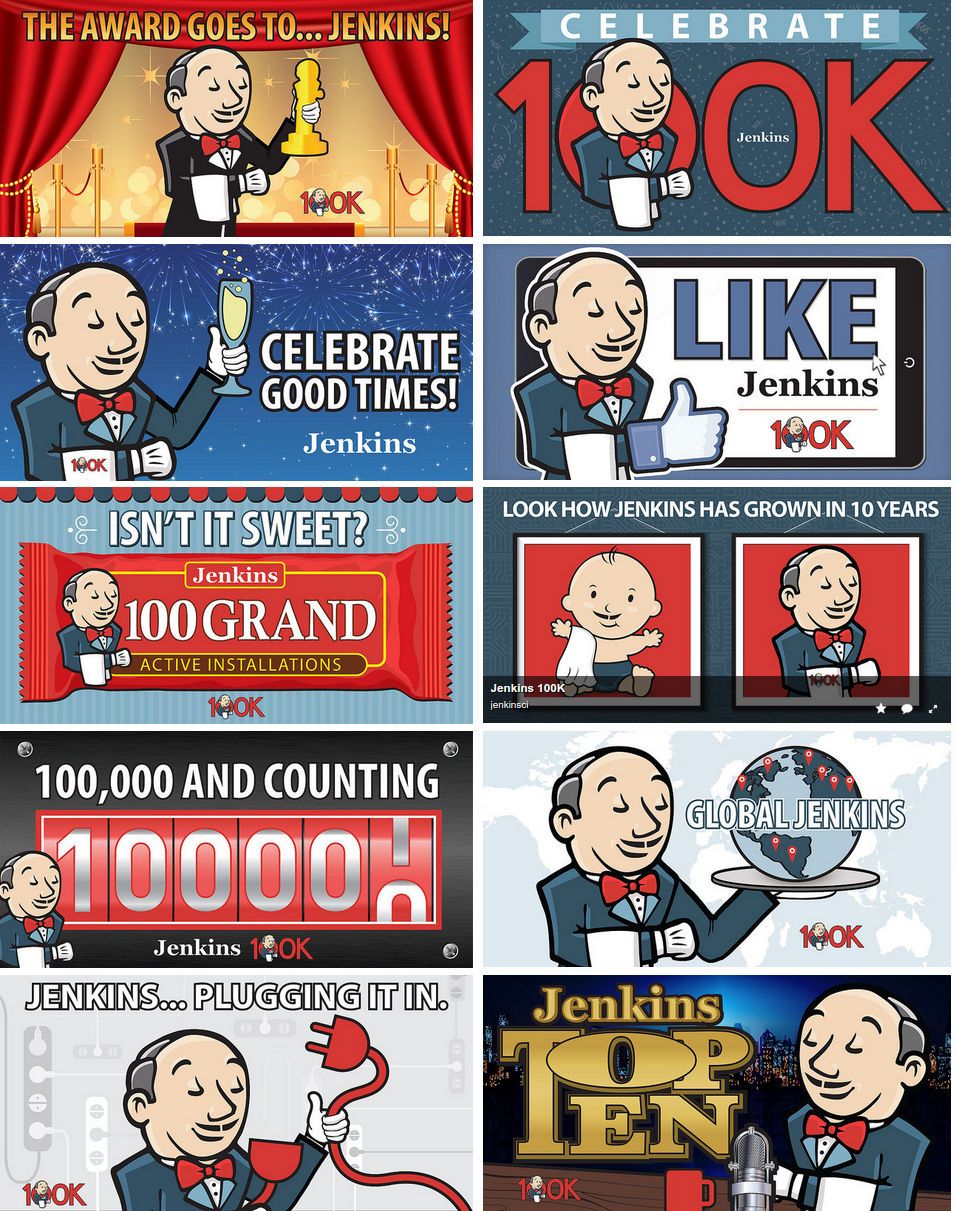 THE AWARD GOES TO... JENKINS!
100K
CELEBRATE
100K
Jenkins
CELEBRATE
GOOD TIMES!
Jenkins
100K
LIKE
Jenkins
100K
ISN'T IT SWEET?
Jenkins
100 GRAND
ACTIVE INSTALLATIONS
100K
LOOK HOW JENKINS HAS GROWN IN 10 YEARS
100K
Jenkins 100K
jenkinsci
100,000 AND COUNTING
100001
0
Jenkins 100K
GLOBAL JENKINS
100K
JENKINS... PLUGGING IT IN.
100K
Jenkins
TOP
TEN
100K